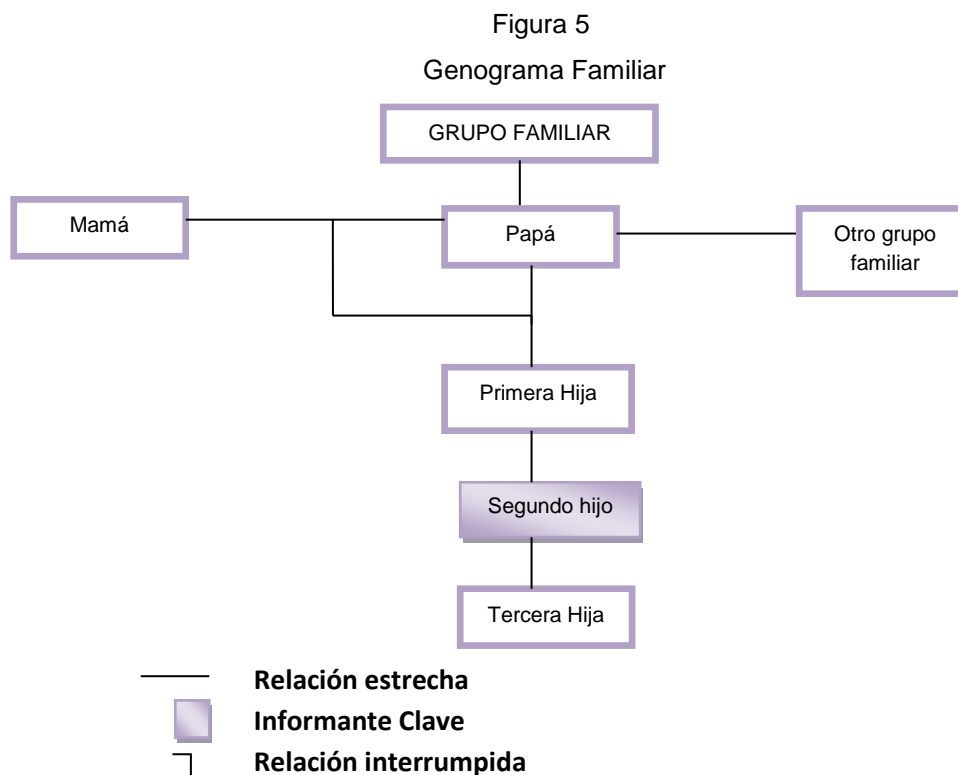 Figura 5
Genograma Familiar
GRUPO FAMILIAR
Mamá
Papá
Otro grupo
familiar
Primera Hija
Segundo hijo
Tercera Hija
Relación estrecha
Informante Clave
Relación interrumpida